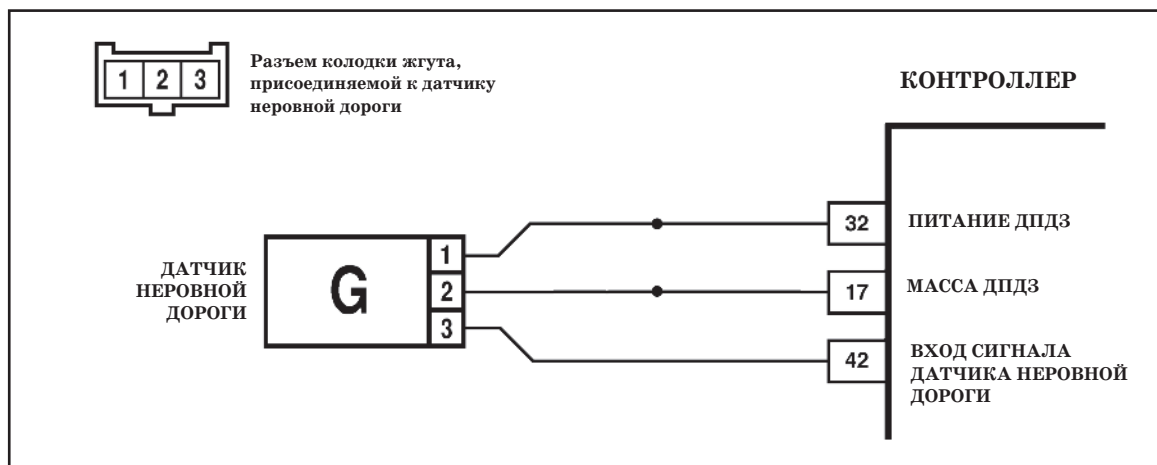 1 2 3
Разъем колодки жгута,
присоединяемой к датчику
неровной дороги
КОНТРОЛЛЕР
ДАТЧИК
НЕРОВНОЙ
ДОРОГИ
G
1
2
3
32
ПИТАНИЕ ДПДЗ
17
МАССА ДПДЗ
42
ВХОД СИГНАЛА
ДАТЧИКА НЕРОВНОЙ
ДОРОГИ